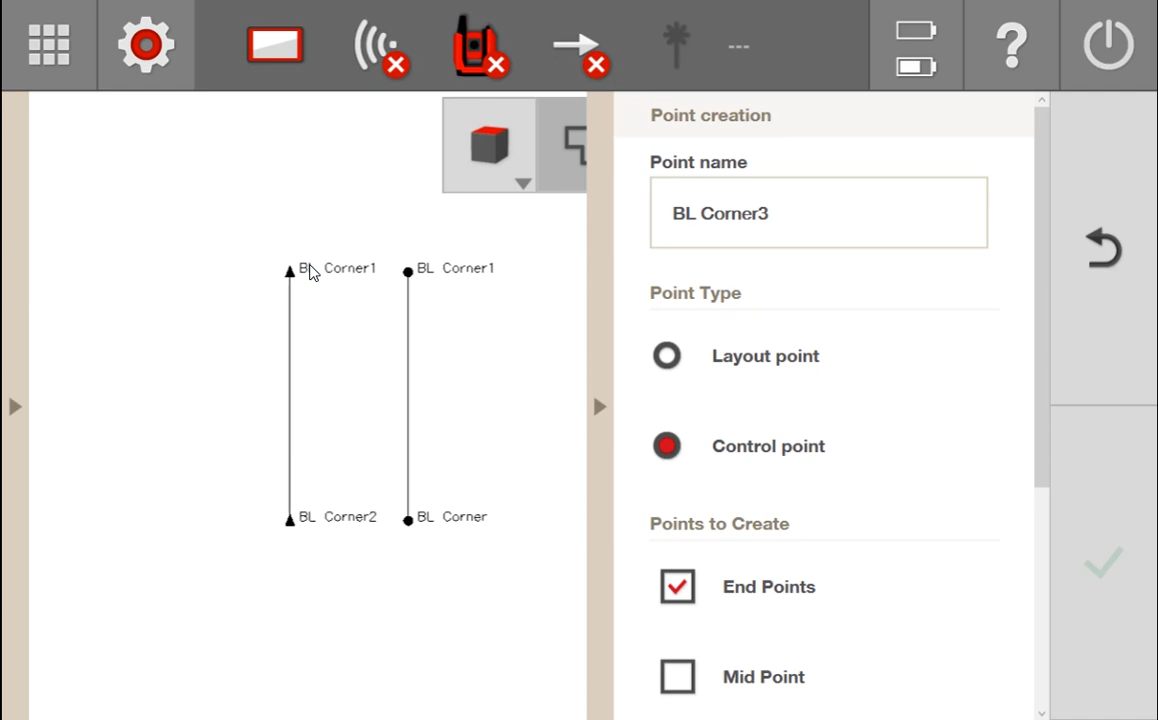 ---
?
Point creation
Point name
BL Corner3
BL Corner1
BL Corner1
Point Type
Layout point
Control point
BL Corner2
BL Corner
Points to Create
End Points
Mid Point